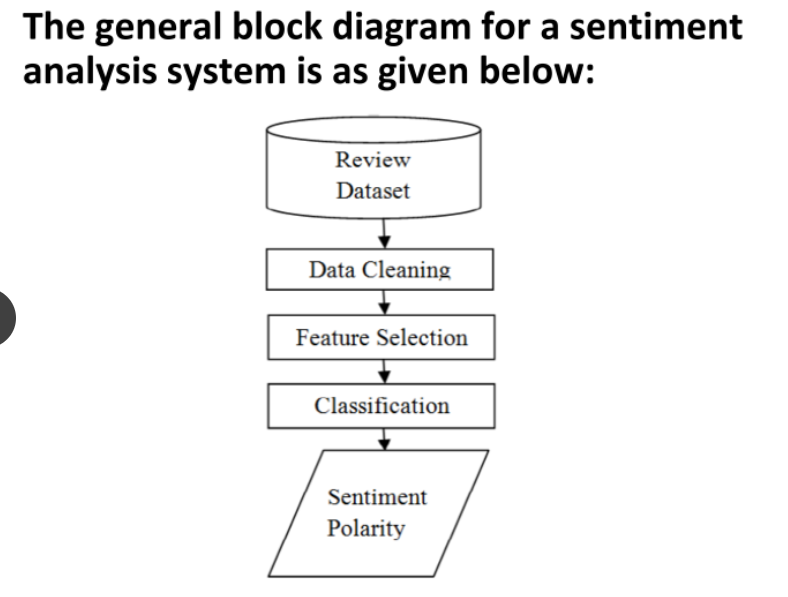 The general block diagram for a sentiment
analysis system is as given below:
Review
Dataset
Data Cleaning
Feature Selection
Classification
Sentiment
Polarity